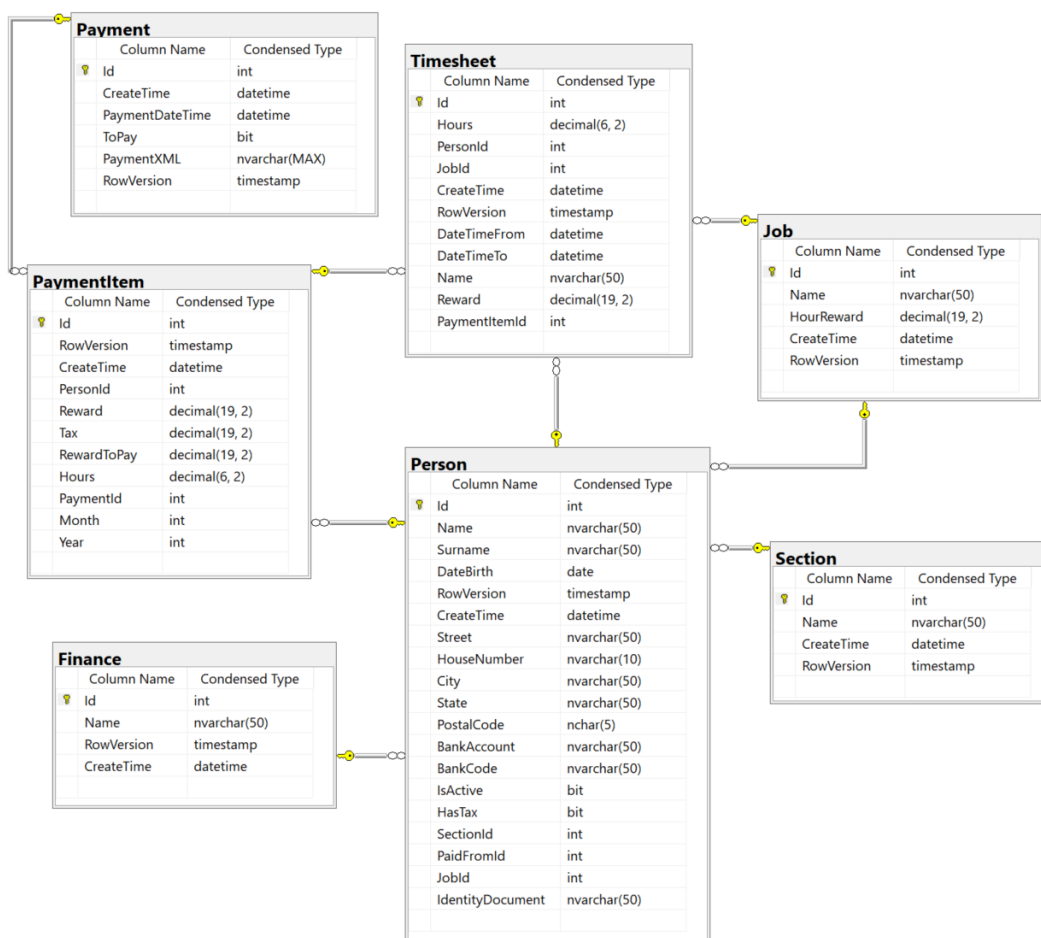 Payment
Column Name Condensed Type
Id int
CreateTime datetime
PaymentDateTime datetime
ToPay bit
PaymentXML nvarchar(MAX)
RowVersion timestamp
Timesheet
Column Name Condensed Type
Id int
Hours decimal(6, 2)
PersonId int
JobId int
CreateTime datetime
RowVersion timestamp
DateTimeFrom datetime
DateTimeTo datetime
Name nvarchar(50)
Reward decimal(19, 2)
PaymentItemId int
Job
Column Name Condensed Type
Id int
Name nvarchar(50)
HourReward decimal(19, 2)
CreateTime datetime
RowVersion timestamp
PaymentItem
Column Name Condensed Type
Id int
RowVersion timestamp
CreateTime datetime
PersonId int
Reward decimal(19, 2)
Tax decimal(19, 2)
RewardToPay decimal(19, 2)
Hours decimal(6, 2)
PaymentId int
Month int
Year int
Person
Column Name Condensed Type
Id int
Name nvarchar(50)
Surname nvarchar(50)
DateBirth date
RowVersion timestamp
CreateTime datetime
Street nvarchar(50)
HouseNumber nvarchar(10)
City nvarchar(50)
State nvarchar(50)
PostalCode nchar(5)
BankAccount nvarchar(50)
BankCode nvarchar(50)
IsActive bit
HasTax bit
SectionId int
PaidFromId int
JobId int
IdentityDocument nvarchar(50)
Section
Column Name Condensed Type
Id int
Name nvarchar(50)
CreateTime datetime
RowVersion timestamp
Finance
Column Name Condensed Type
Id int
Name nvarchar(50)
RowVersion timestamp
CreateTime datetime